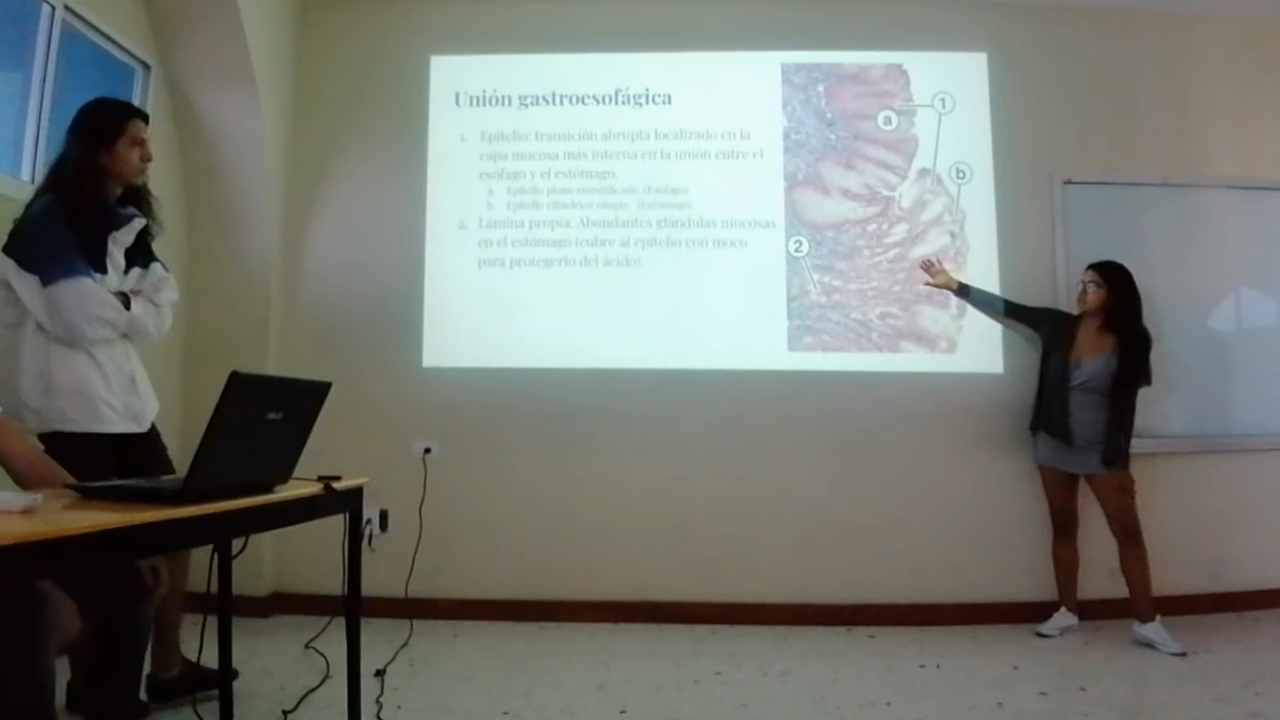 Unión gastroesofágica
1. Epitelio: transición abrupta localizado en la
capa mucosa más interna en la unión entre el
esófago y el estómago.
a. Epitelio plano estratificado (Esófago)
b. Epitelio cilíndrico simple (Estómago)
2. Lámina propia: Abundantes glándulas mucosas
en el estómago (cubre al epitelio con moco
para protegerlo del ácido).
1
a
b
2
ASUS